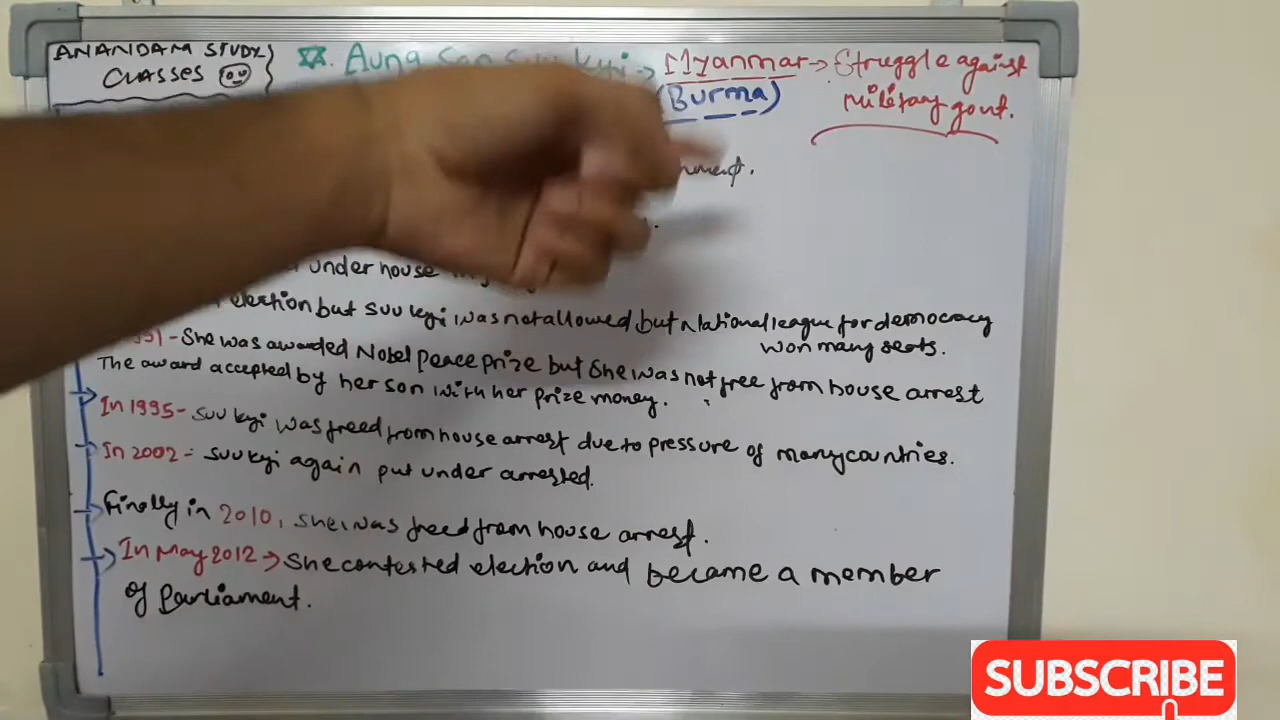 ANANDAM STUDY
CLASSES
Aung San Suu kyi -> Myanmar -> Struggle against
(Burma) Military govt.
under house
election but Suu kyi was not allowed but National league for democracy
won many seats.
- She was awarded Nobel peace prize but she was not free from house arrest
The award accepted by her son with her prize money.
In 1995 - Suu kyi was freed from house arrest due to pressure of many countries.
In 2002 - Suu kyi again put under arrested.
Finally in 2010, she was freed from house arrest.
In May 2012 -> She contested election and became a member
of Parliament.
SUBSCRIBE